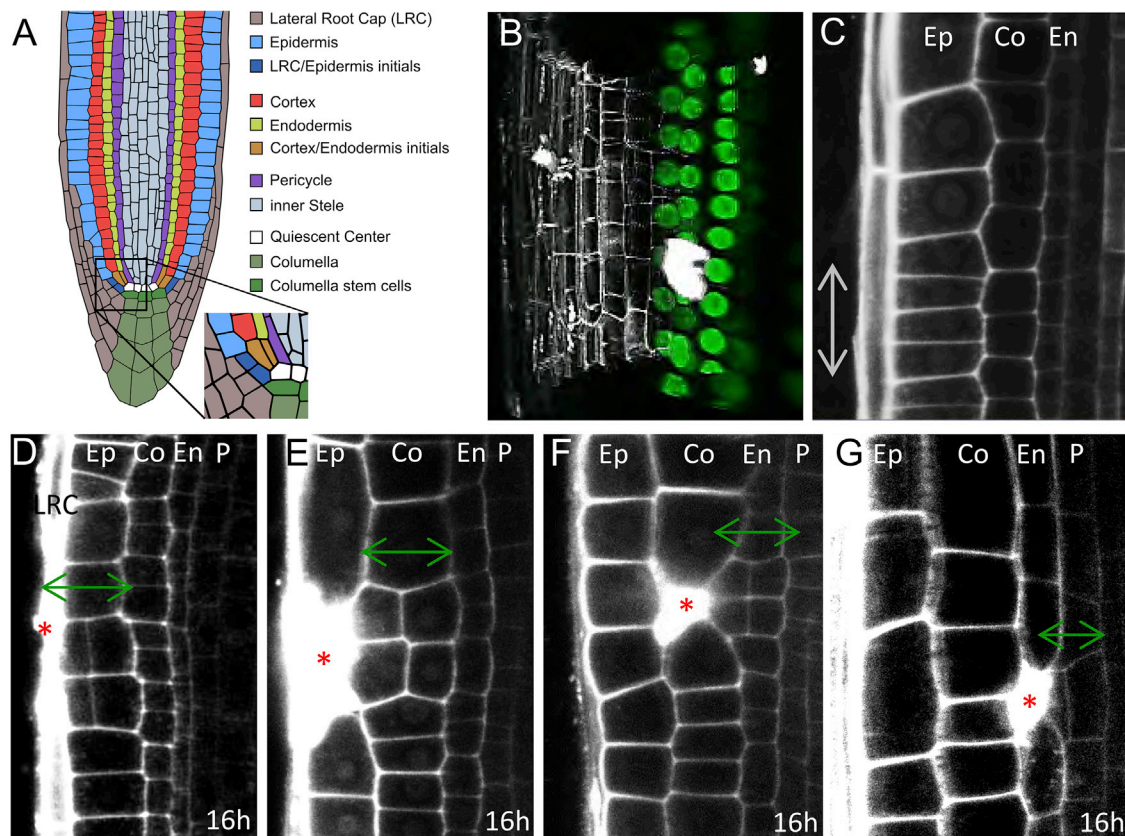 A
Lateral Root Cap (LRC)
Epidermis
LRC/Epidermis initials
Cortex
Endodermis
Cortex/Endodermis initials
Pericycle
inner Stele
Quiescent Center
Columella
Columella stem cells
B
C Ep Co En
D Ep Co En P
LRC
*
16h
E Ep Co En
*
16h
F Ep Co En P
*
16h
G Ep Co En P
*
16h